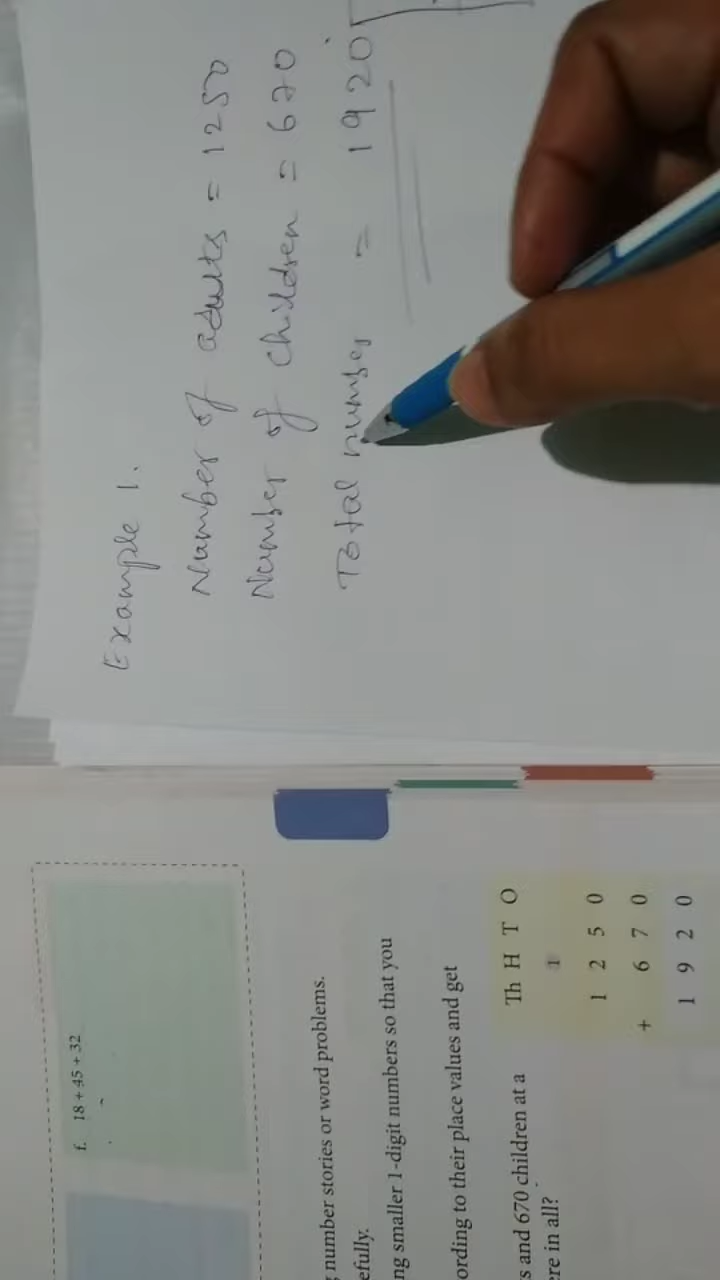 Example 1.
Number of adults = 1250
Number of children = 670
Total number = 1920
f. 18 + 45 + 32
number stories or word problems.
efully.
ng smaller 1-digit numbers so that you
ording to their place values and get
s and 670 children at a
re in all?
Th H T O
1
1 2 5 0
+ 6 7 0
1 9 2 0